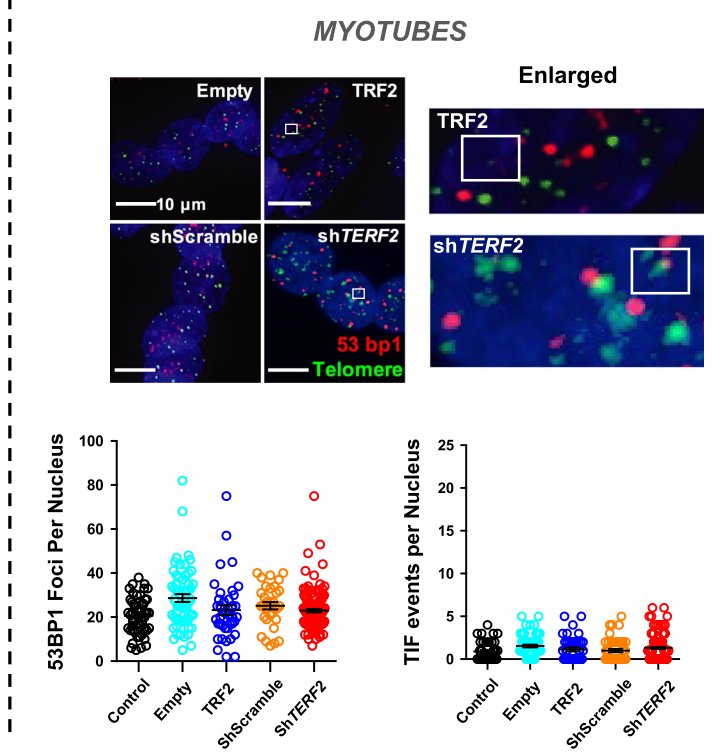 MYOTUBES
Enlarged
Empty
TRF2
10 µm
TRF2
shScramble
shTERF2
53 bp1
Telomere
shTERF2
53BP1 Foci Per Nucleus
100
80
60
40
20
0
Control
Empty
TRF2
ShScramble
ShTERF2
TIF events per Nucleus
25
20
15
10
5
0
Control
Empty
TRF2
ShScramble
ShTERF2